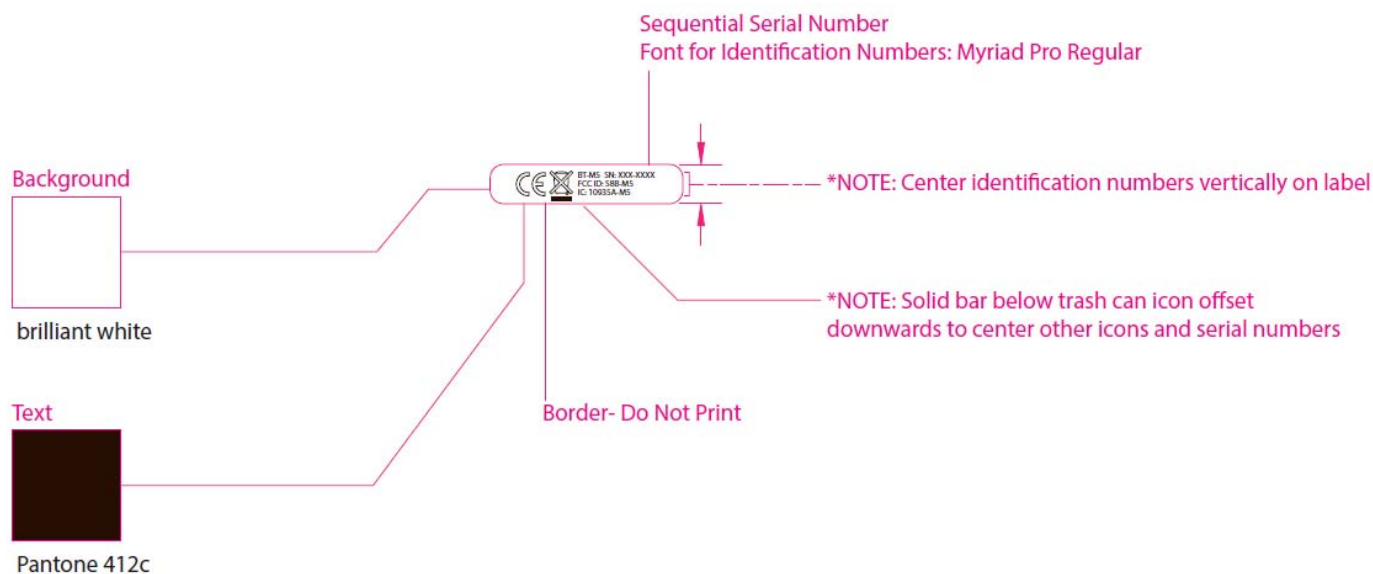 Sequential Serial Number
Font for Identification Numbers: Myriad Pro Regular
Background
brilliant white
CE
BT-M5 SN: XXX-XXXX
FCC ID: S8B-M5
IC: 10935A-M5
*NOTE: Center identification numbers vertically on label
*NOTE: Solid bar below trash can icon offset
downwards to center other icons and serial numbers
Border- Do Not Print
Text
Pantone 412c